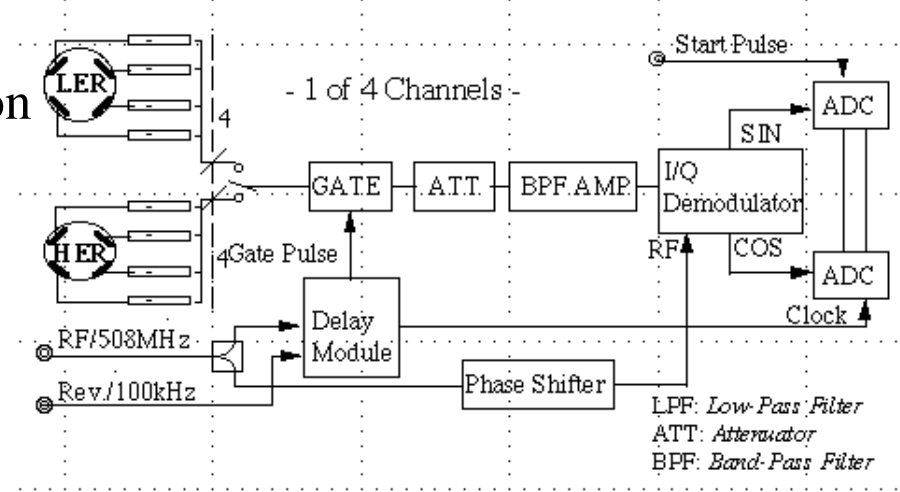 Start Pulse
LER
on
- 1 of 4 Channels -
ADC
4
SIN
GATE
ATT.
BPF.AMP.
I/Q
Demodulator
HER
4
Gate Pulse
RF
COS
ADC
Delay
Module
Clock
RF/508MHz
Phase Shifter
Rev./100kHz
LPF: Low-Pass Filter
ATT: Attenuator
BPF: Band-Pass Filter